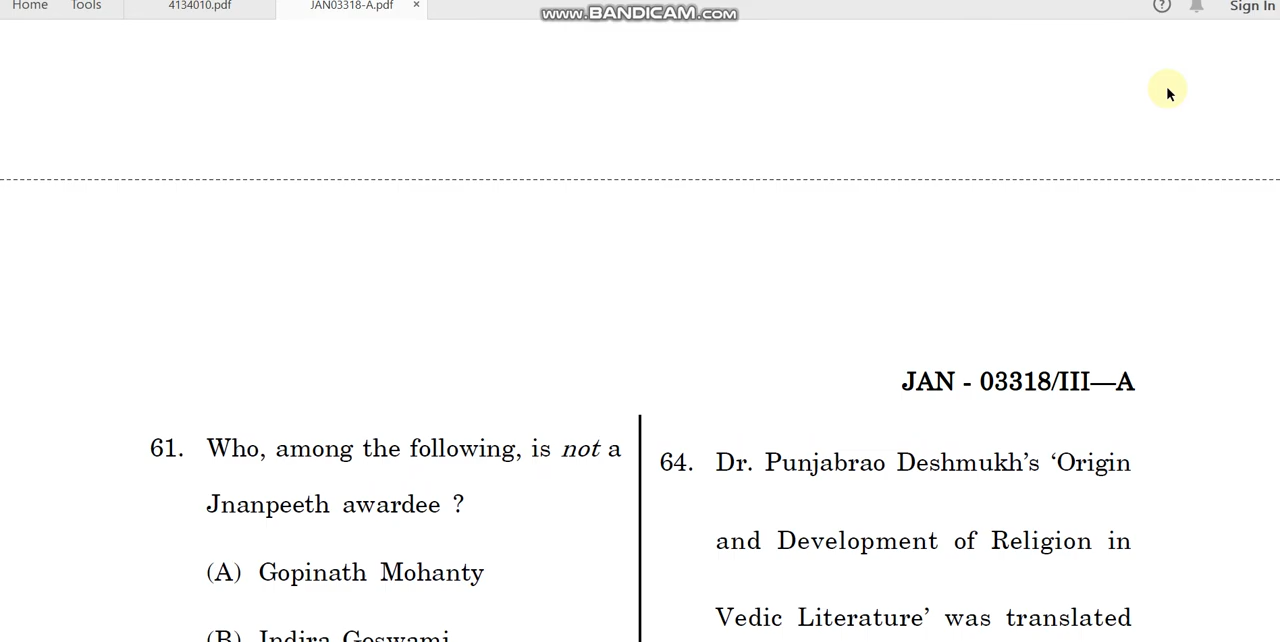 Home Tools 4134010.pdf JAN03318-A.pdf × ? Sign In
www.BANDICAM.com
JAN - 03318/III—A
61. Who, among the following, is not a
Jnanpeeth awardee ?
(A) Gopinath Mohanty
(B) Indira Goswami
64. Dr. Punjabrao Deshmukh's 'Origin
and Development of Religion in
Vedic Literature' was translated